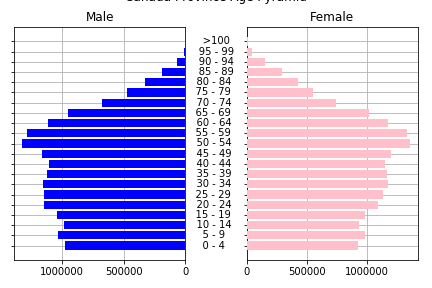 Canada Province Age Pyramid
Male Female
>100
95 - 99
90 - 94
85 - 89
80 - 84
75 - 79
70 - 74
65 - 69
60 - 64
55 - 59
50 - 54
45 - 49
40 - 44
35 - 39
30 - 34
25 - 29
20 - 24
15 - 19
10 - 14
5 - 9
0 - 4
1000000 500000 0 0 500000 1000000